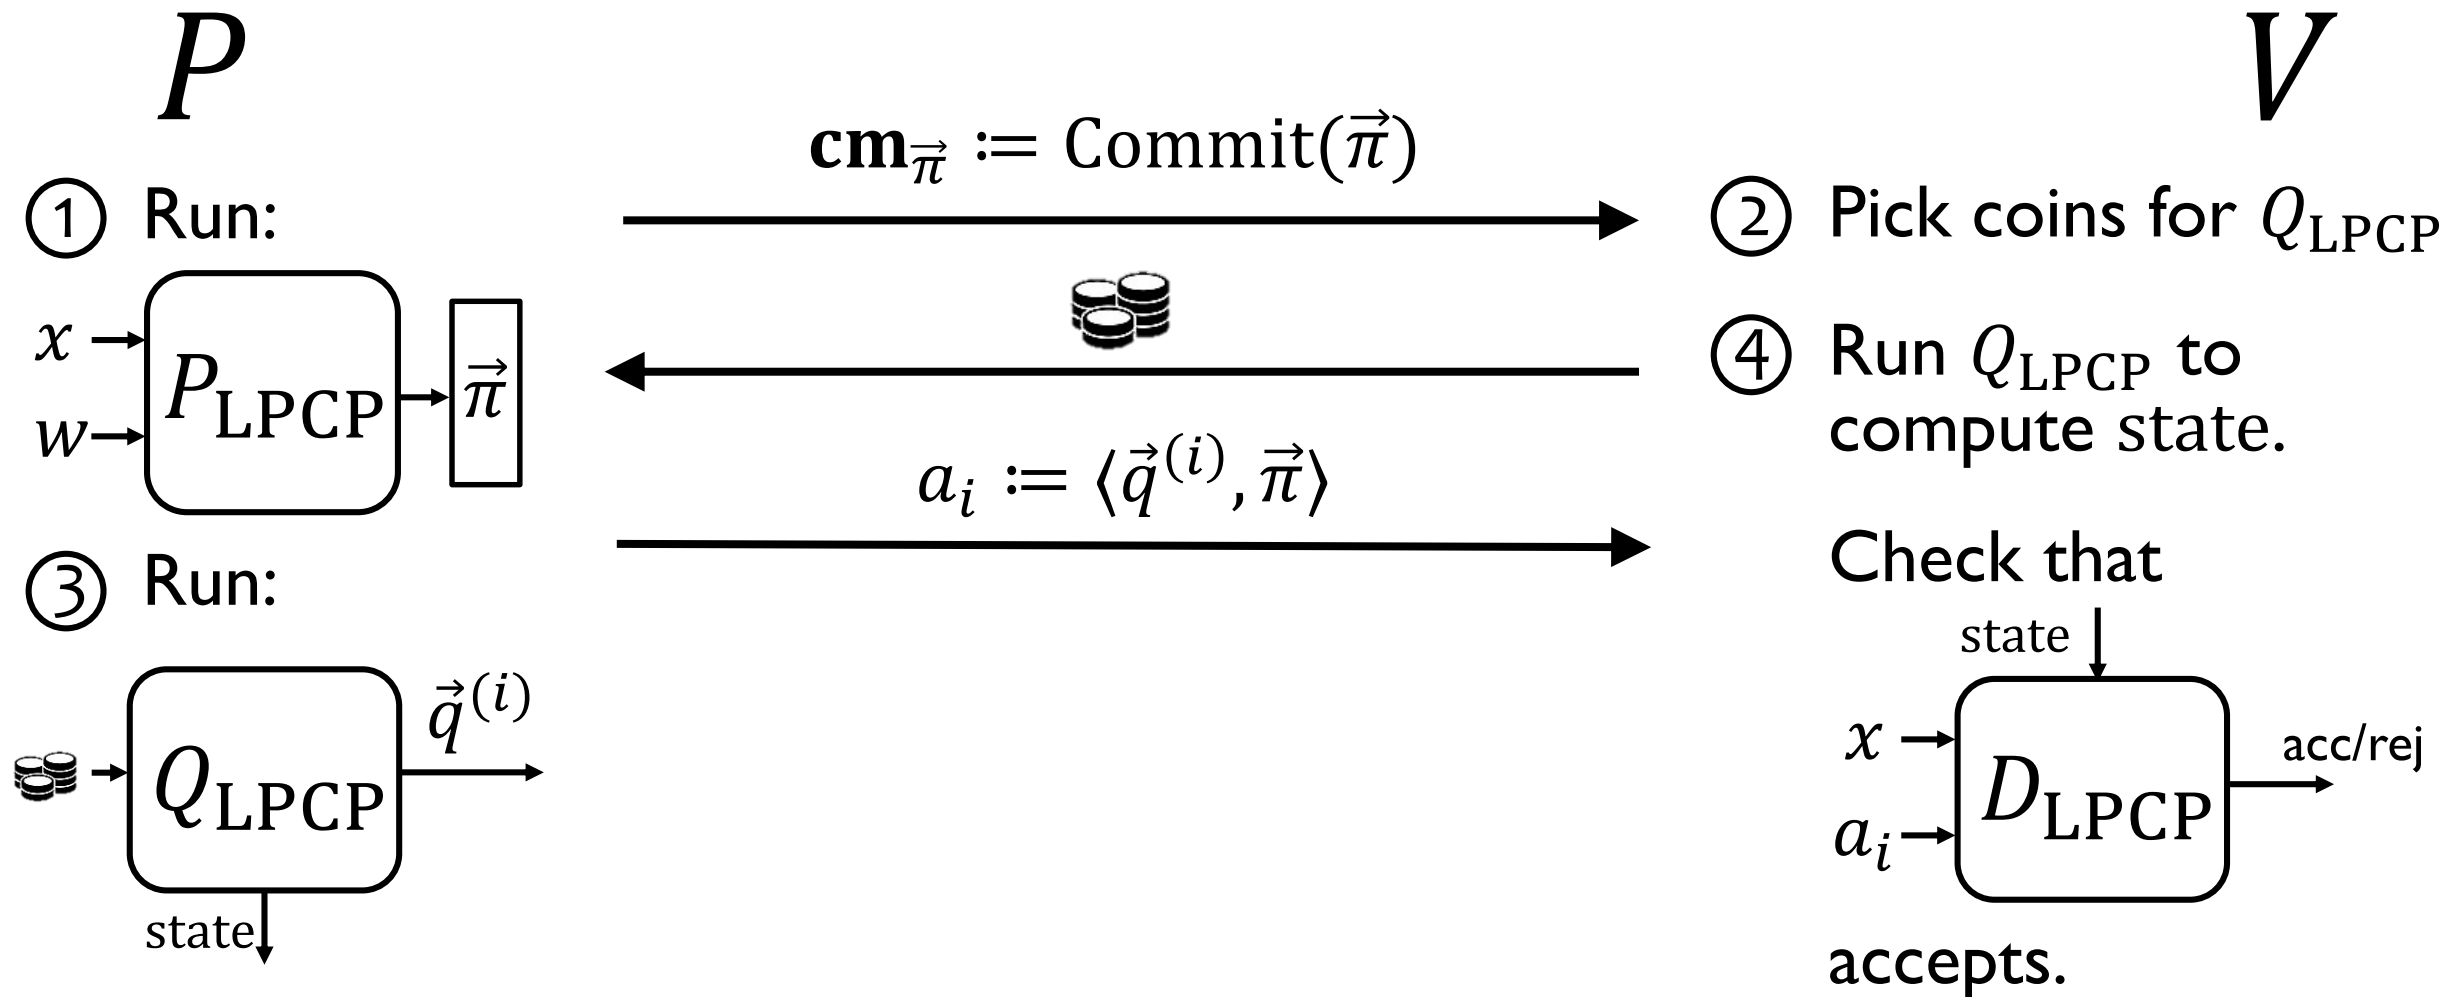 P
V
cm_π⃗ ≔ Commit(π⃗)
① Run:
② Pick coins for Q_LPCP
x
P_LPCP
π⃗
w
④ Run Q_LPCP to
compute state.
a_i ≔ ⟨q⃗^(i), π⃗⟩
③ Run:
Check that
state
q⃗^(i)
Q_LPCP
x
D_LPCP
acc/rej
a_i
state
accepts.